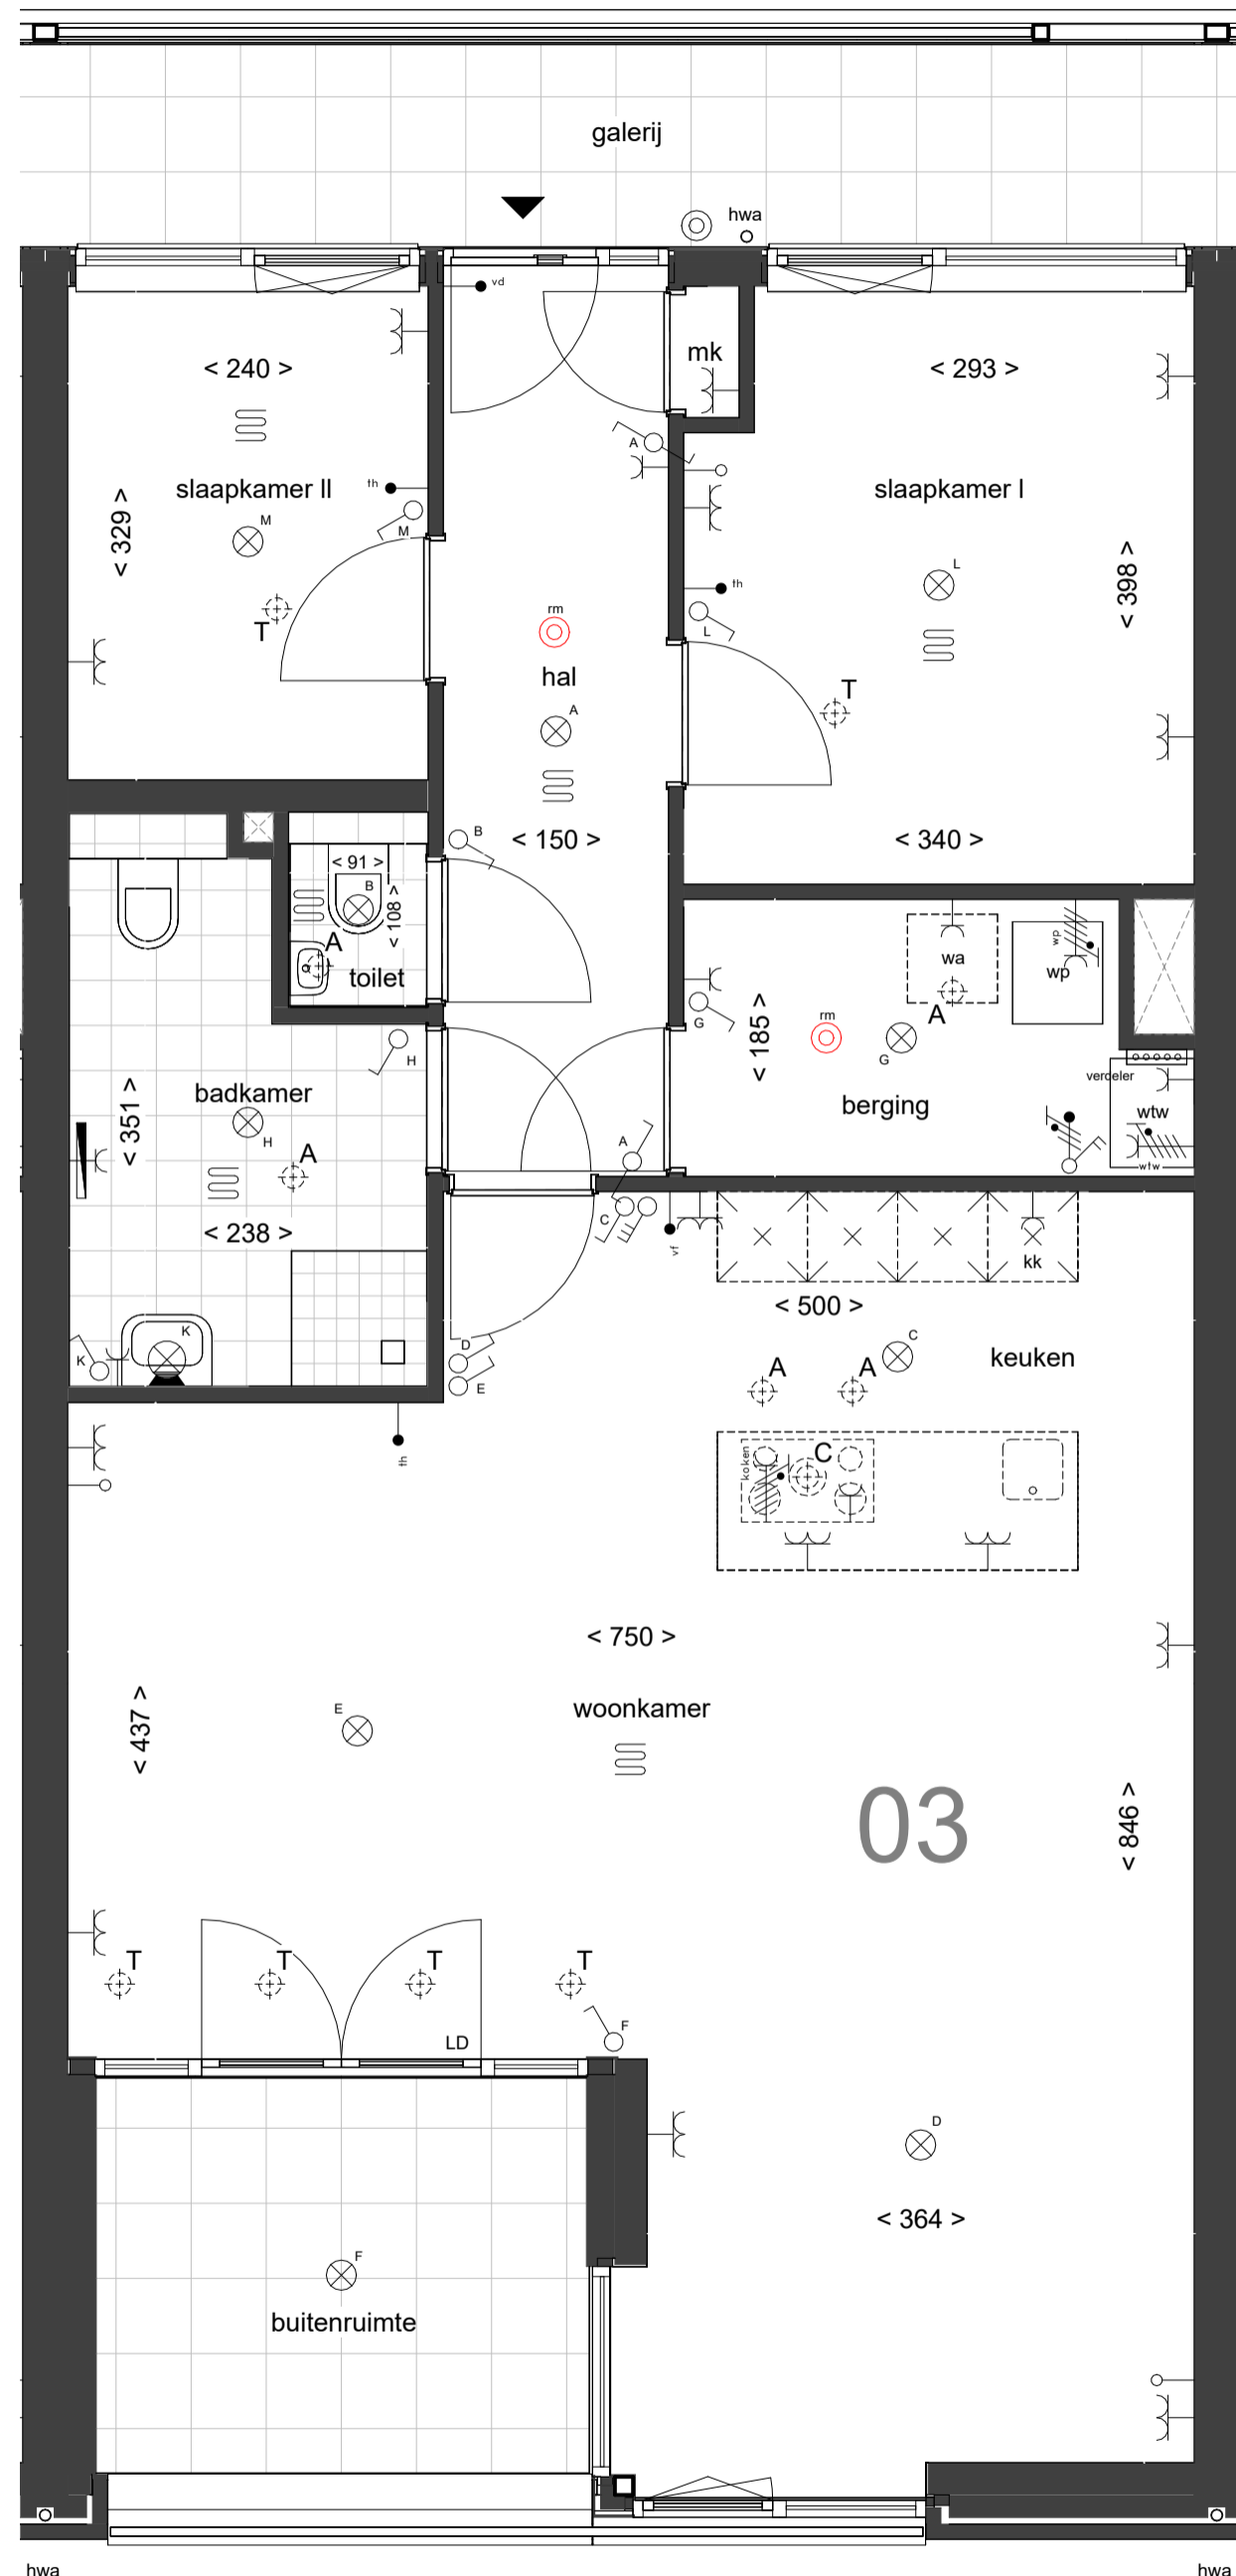 galerij
hwa
vd
mk
< 240 >
< 293 >
A
slaapkamer II
th
slaapkamer I
M
M
< 329 >
< 398 >
th
L
L
rm
T
hal
T
A
B
< 150 >
< 340 >
< 91 >
B
< 108 >
A
toilet
wa
wp
wp
A
G
rm
G
< 185 >
H
verdeler
badkamer
berging
wtw
wtw
< 351 >
H
A
A
< 238 >
C
vf
kk
< 500 >
K
K
D
E
C
keuken
A
A
th
koken
C
< 750 >
< 437 >
E
woonkamer
03
< 846 >
T
T
T
T
LD
F
D
< 364 >
F
buitenruimte
hwa
hwa